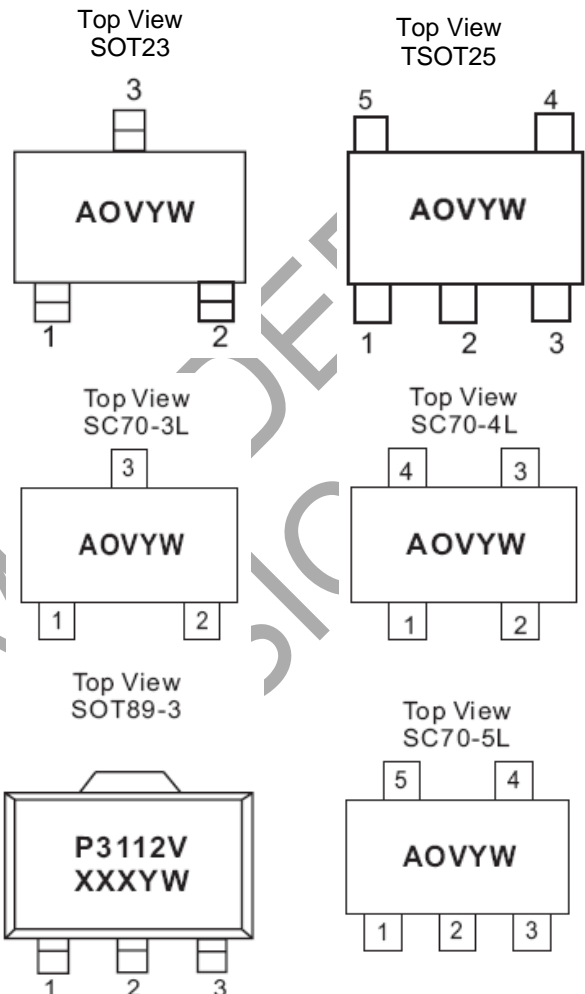 Top View
SOT23
3
AOVYW
1 2
Top View
TSOT25
5 4
AOVYW
1 2 3
Top View
SC70-3L
3
AOVYW
1 2
Top View
SC70-4L
4 3
AOVYW
1 2
Top View
SOT89-3
P3112V
XXXYW
1 2 3
Top View
SC70-5L
5 4
AOVYW
1 2 3